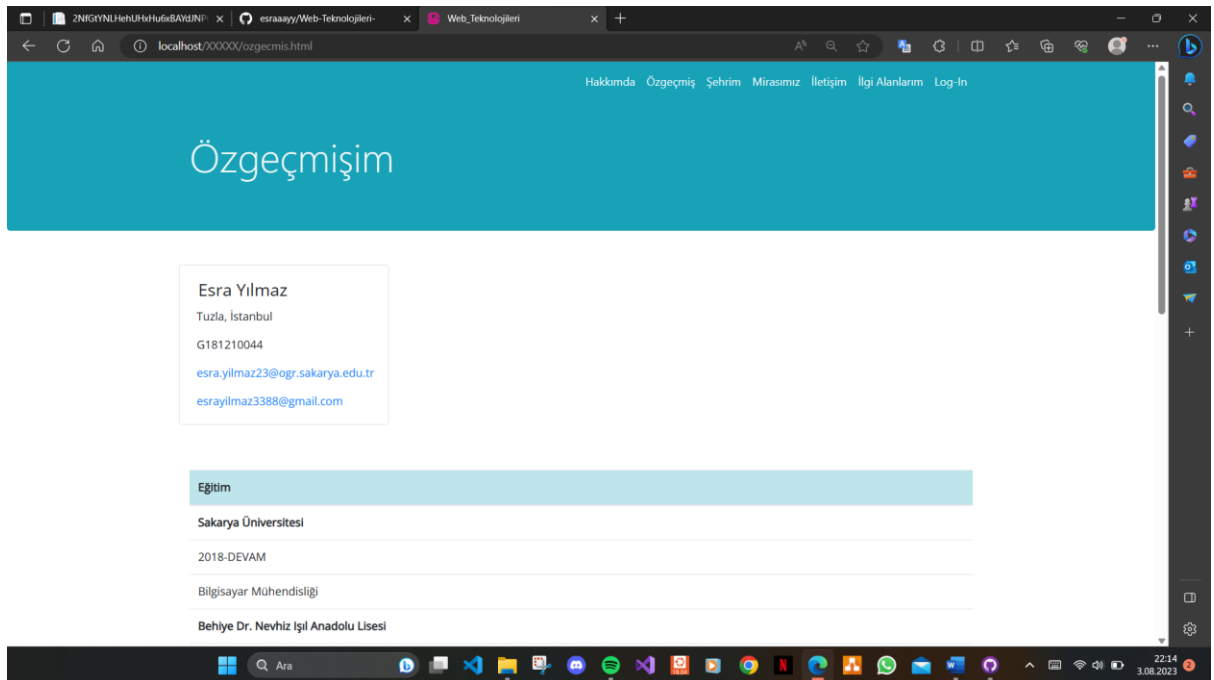 2NfGtYNLHehUHxHu6xBAYdJNP
esraaayy/Web-Teknolojileri-
Web_Teknolojileri
localhost/XXXXX/ozgecmis.html
Hakkımda Özgeçmiş Şehrim Mirasımız İletişim İlgi Alanlarım Log-In
Özgeçmişim
Esra Yılmaz
Tuzla, İstanbul
G181210044
esra.yilmaz23@ogr.sakarya.edu.tr
esrayilmaz3388@gmail.com
Eğitim
Sakarya Üniversitesi
2018-DEVAM
Bilgisayar Mühendisliği
Behiye Dr. Nevhiz Işıl Anadolu Lisesi
Ara
22:14
3.08.2023
2